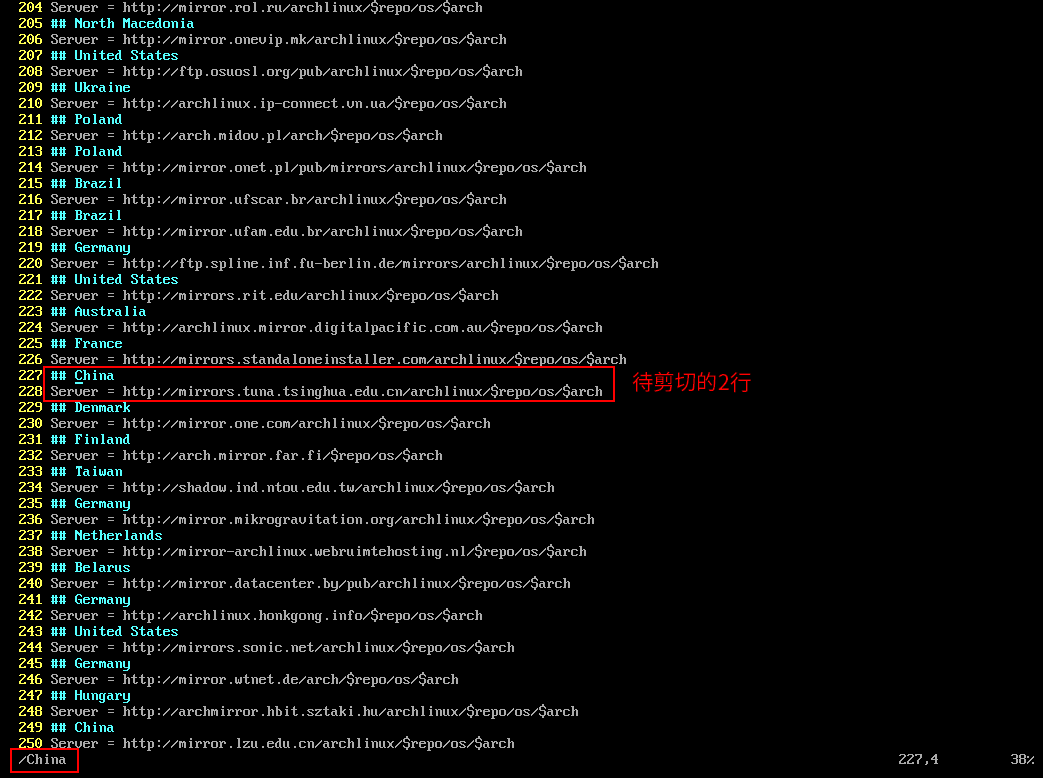 204 Server = http://mirror.rol.ru/archlinux/$repo/os/$arch
205 ## North Macedonia
206 Server = http://mirror.onevip.mk/archlinux/$repo/os/$arch
207 ## United States
208 Server = http://ftp.osuosl.org/pub/archlinux/$repo/os/$arch
209 ## Ukraine
210 Server = http://archlinux.ip-connect.vn.ua/$repo/os/$arch
211 ## Poland
212 Server = http://arch.midov.pl/arch/$repo/os/$arch
213 ## Poland
214 Server = http://mirror.onet.pl/pub/mirrors/archlinux/$repo/os/$arch
215 ## Brazil
216 Server = http://mirror.ufscar.br/archlinux/$repo/os/$arch
217 ## Brazil
218 Server = http://mirror.ufam.edu.br/archlinux/$repo/os/$arch
219 ## Germany
220 Server = http://ftp.spline.inf.fu-berlin.de/mirrors/archlinux/$repo/os/$arch
221 ## United States
222 Server = http://mirrors.rit.edu/archlinux/$repo/os/$arch
223 ## Australia
224 Server = http://archlinux.mirror.digitalpacific.com.au/$repo/os/$arch
225 ## France
226 Server = http://mirrors.standaloneinstaller.com/archlinux/$repo/os/$arch
227 ## China
待剪切的2行
228 Server = http://mirrors.tuna.tsinghua.edu.cn/archlinux/$repo/os/$arch
229 ## Denmark
230 Server = http://mirror.one.com/archlinux/$repo/os/$arch
231 ## Finland
232 Server = http://arch.mirror.far.fi/$repo/os/$arch
233 ## Taiwan
234 Server = http://shadow.ind.ntou.edu.tw/archlinux/$repo/os/$arch
235 ## Germany
236 Server = http://mirror.mikrogravitation.org/archlinux/$repo/os/$arch
237 ## Netherlands
238 Server = http://mirror-archlinux.webruimtehosting.nl/$repo/os/$arch
239 ## Belarus
240 Server = http://mirror.datacenter.by/pub/archlinux/$repo/os/$arch
241 ## Germany
242 Server = http://archlinux.honkgong.info/$repo/os/$arch
243 ## United States
244 Server = http://mirrors.sonic.net/archlinux/$repo/os/$arch
245 ## Germany
246 Server = http://mirror.wtnet.de/arch/$repo/os/$arch
247 ## Hungary
248 Server = http://archmirror.hbit.sztaki.hu/archlinux/$repo/os/$arch
249 ## China
250 Server = http://mirror.lzu.edu.cn/archlinux/$repo/os/$arch
/China 227,4 38%